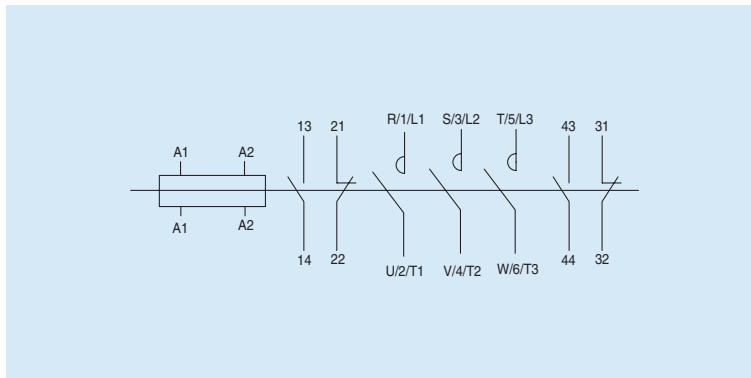 R/1/L1 S/3/L2 T/5/L3
13 21 43 31
A1 A2
A1 A2
14 22 44 32
U/2/T1 V/4/T2 W/6/T3